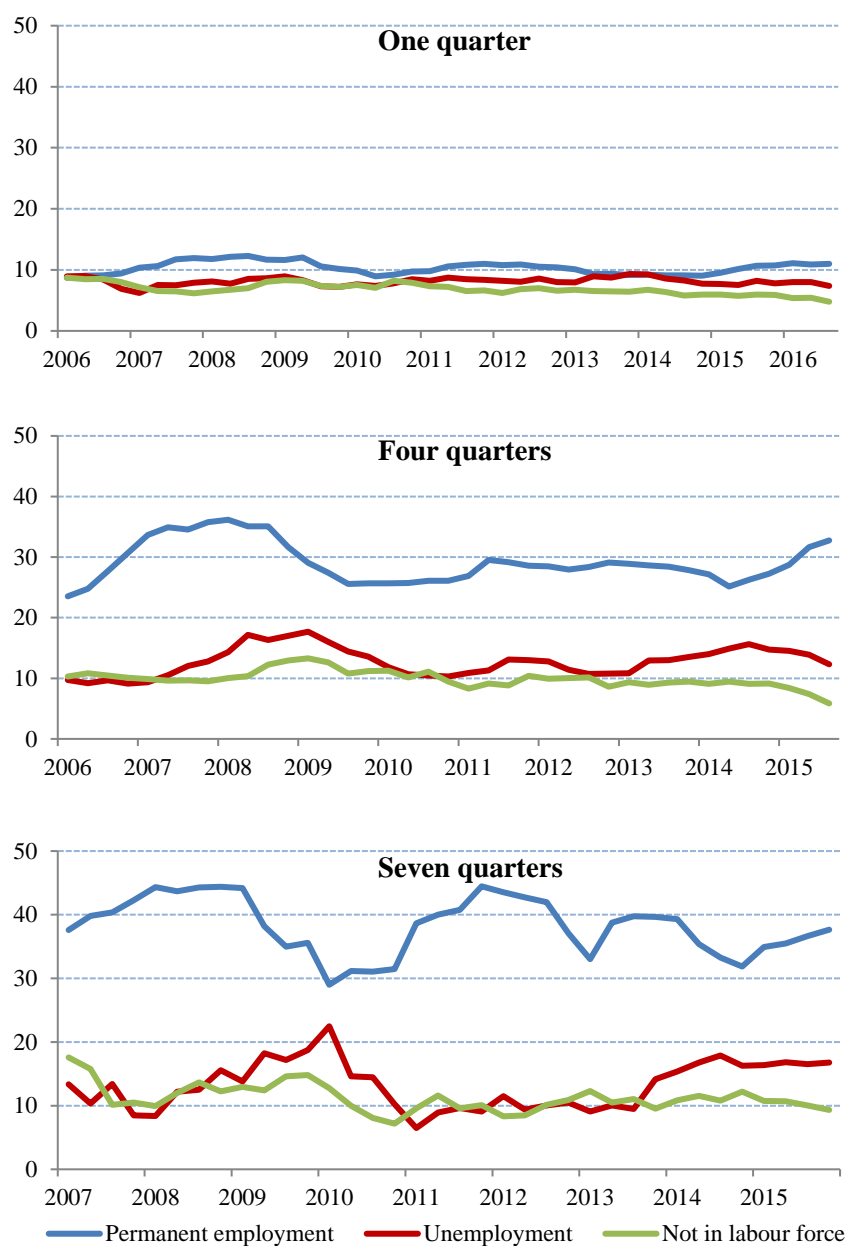 One quarter
50
40
30
20
10
0
2006 2007 2008 2009 2010 2011 2012 2013 2014 2015 2016
Four quarters
50
40
30
20
10
0
2006 2007 2008 2009 2010 2011 2012 2013 2014 2015
Seven quarters
50
40
30
20
10
0
2007 2008 2009 2010 2011 2012 2013 2014 2015
Permanent employment Unemployment Not in labour force